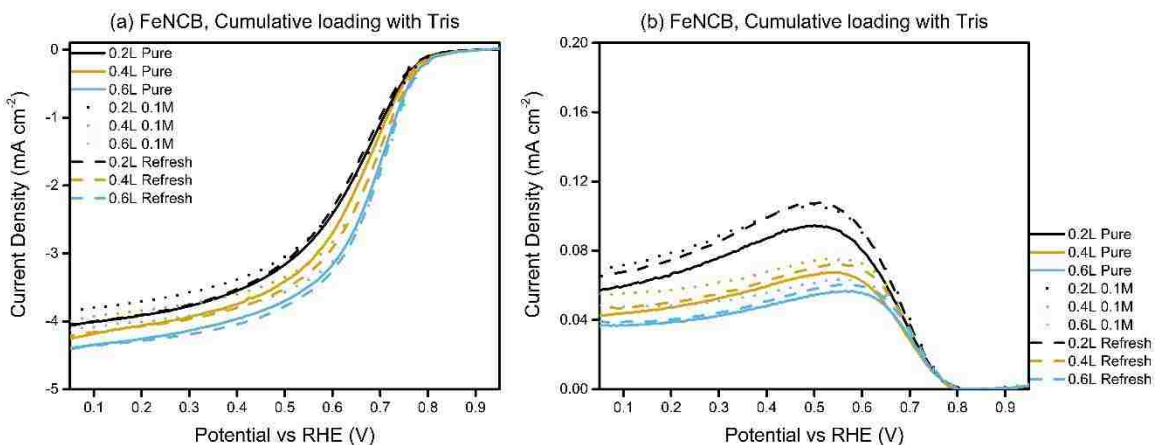 (a) FeNCB, Cumulative loading with Tris
0
-1
-2
-3
-4
-5
Current Density (mA cm⁻²)
0.2L Pure
0.4L Pure
0.6L Pure
0.2L 0.1M
0.4L 0.1M
0.6L 0.1M
0.2L Refresh
0.4L Refresh
0.6L Refresh
0.1 0.2 0.3 0.4 0.5 0.6 0.7 0.8 0.9
Potential vs RHE (V)
(b) FeNCB, Cumulative loading with Tris
0.20
0.16
0.12
0.08
0.04
0.00
Current Density (mA cm⁻²)
0.1 0.2 0.3 0.4 0.5 0.6 0.7 0.8 0.9
Potential vs RHE (V)
0.2L Pure
0.4L Pure
0.6L Pure
0.2L 0.1M
0.4L 0.1M
0.6L 0.1M
0.2L Refresh
0.4L Refresh
0.6L Refresh